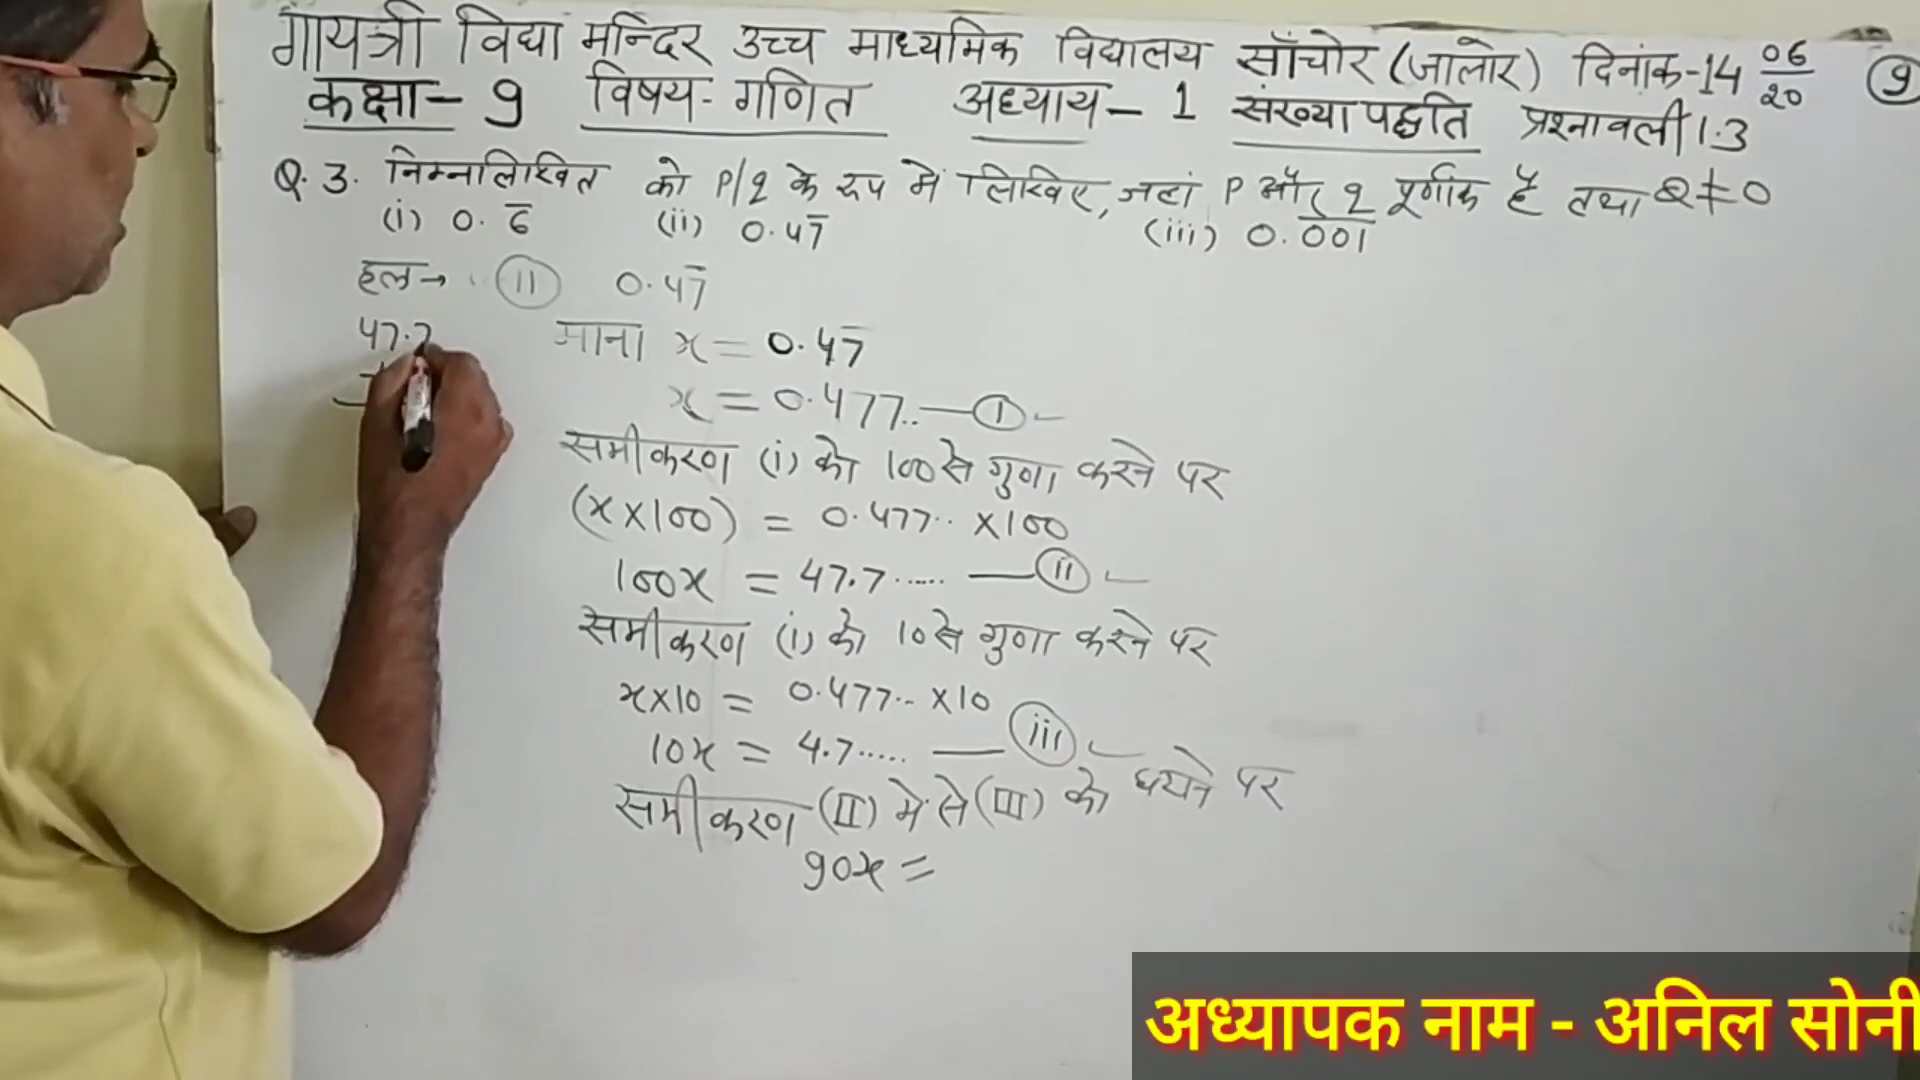 गायत्री विद्या मन्दिर उच्च माध्यमिक विद्यालय साँचोर (जालोर) दिनांक-14 06/20 (9)
कक्षा- 9 विषय- गणित अध्याय- 1 संख्या पद्धति प्रश्नावली 1.3
Q. 3. निम्नलिखित को P/q के रुप में लिखिए, जहां P और q पूर्णांक है तथा Q≠0
(i) 0.6̅ (ii) 0.47̅ (iii) 0.0̅0̅1̅
हल→ (ii) 0.47̅
47.7
माना x = 0.47̅
x = 0.477.. — (i)
समीकरण (i) को 100 से गुणा करने पर
(x×100) = 0.477.. ×100
100x = 47.7...... — (ii)
समीकरण (i) को 10 से गुणा करने पर
x×10 = 0.477.. ×10
10x = 4.7..... — (iii)
समीकरण (II) में से (III) को घटाने पर
90x =
अध्यापक नाम - अनिल सोनी